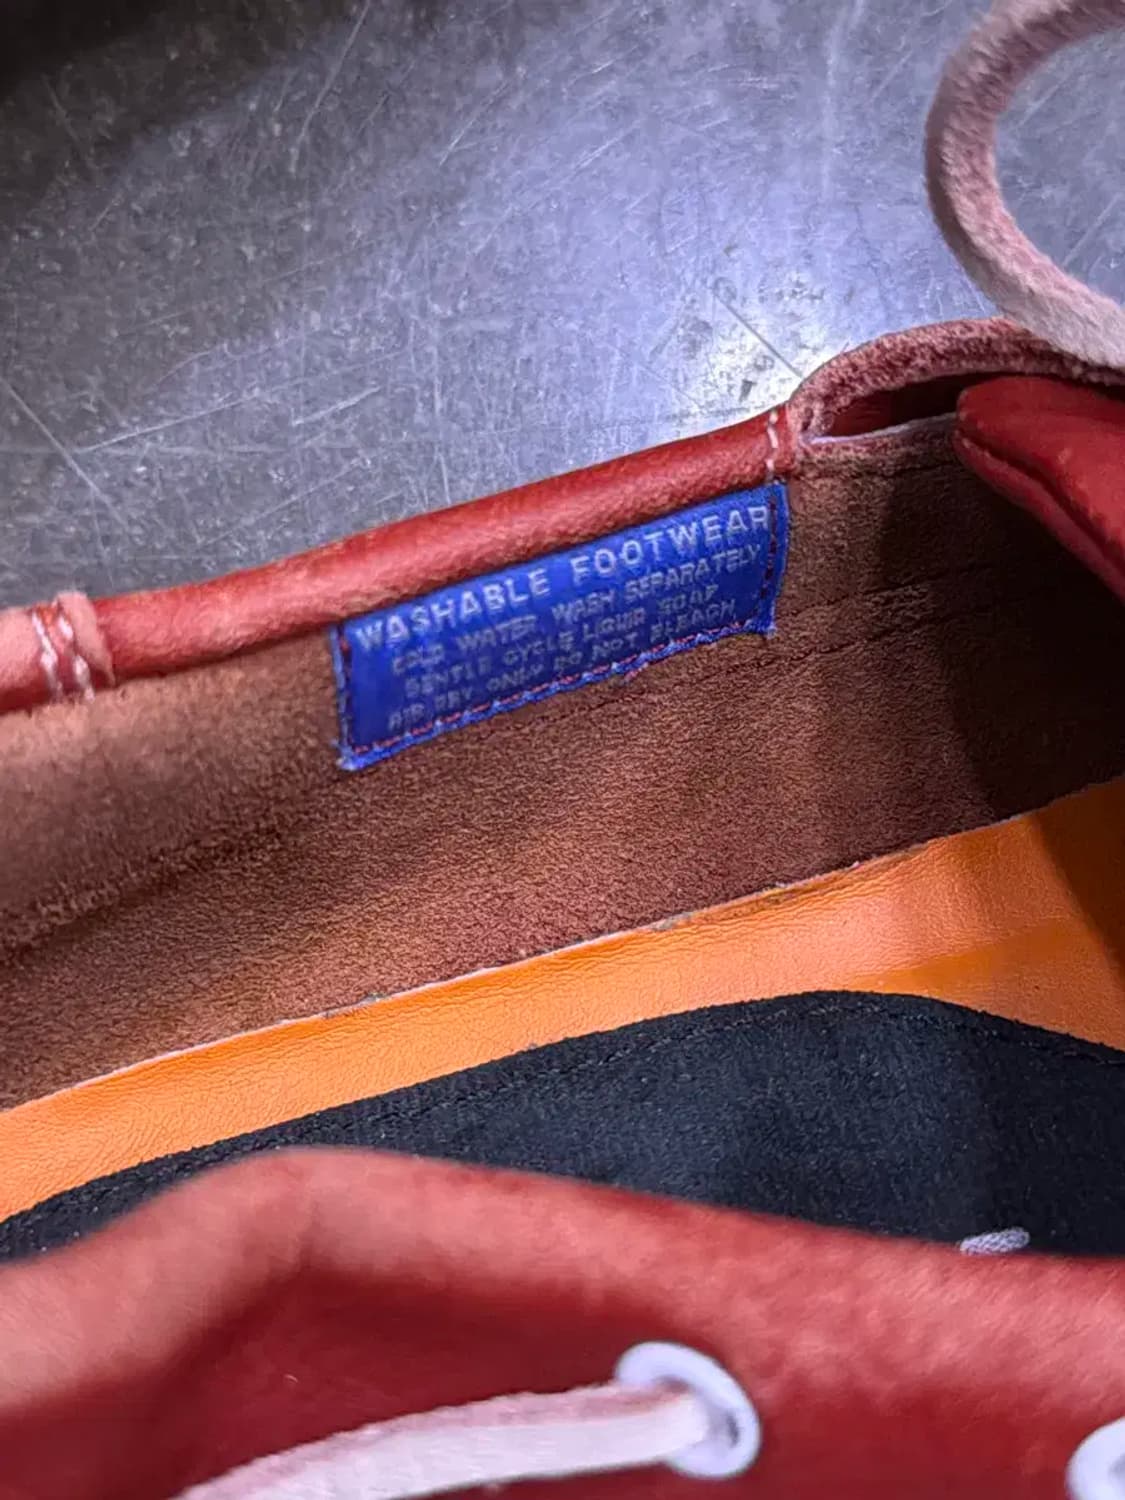 WASHABLE FOOTWEAR
COLD WATER WASH SEPARATELY
GENTLE CYCLE LIQUID SOAP
AIR DRY ONLY DO NOT BLEACH